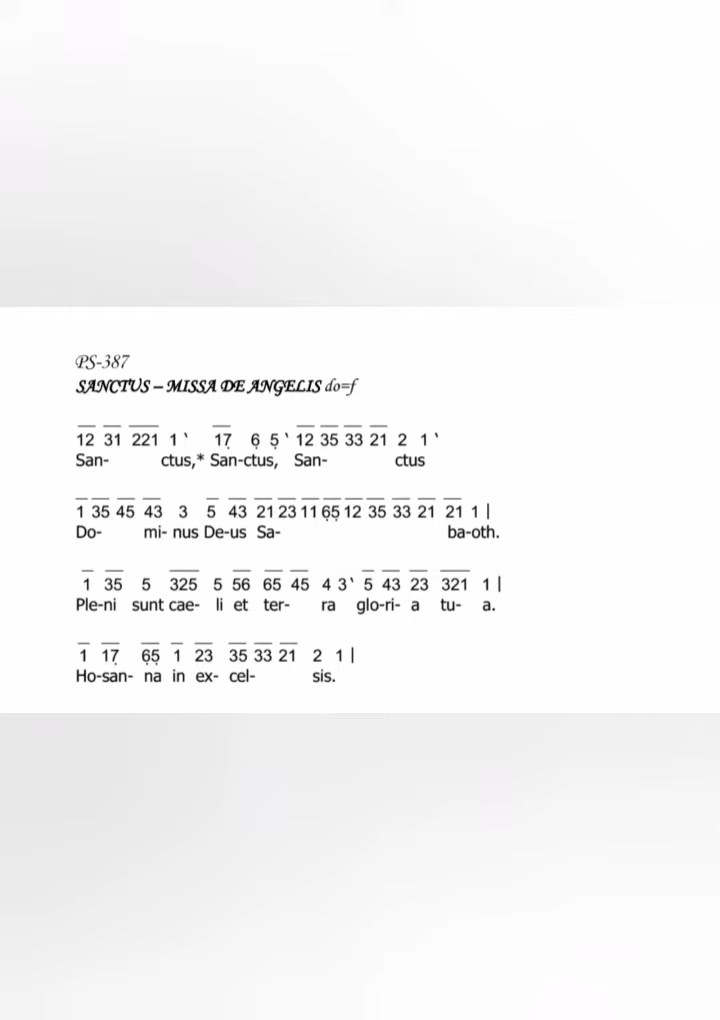 PS-387
SANCTUS – MISSA DE ANGELIS do=f
12 31 221 1 ‘ 17̣ 6̣ 5̣ ‘ 12 35 33 21 2 1 ‘
San- ctus,* San-ctus, San- ctus
1 35 45 43 3 5 43 21 23 11 6̣5̣ 12 35 33 21 21 1 |
Do- mi- nus De-us Sa- ba-oth.
1 35 5 325 5 56 65 45 4 3‘ 5 43 23 321 1 |
Ple-ni sunt cae- li et ter- ra glo-ri- a tu- a.
1 17̣ 6̣5̣ 1 23 35 33 21 2 1 |
Ho-san- na in ex- cel- sis.